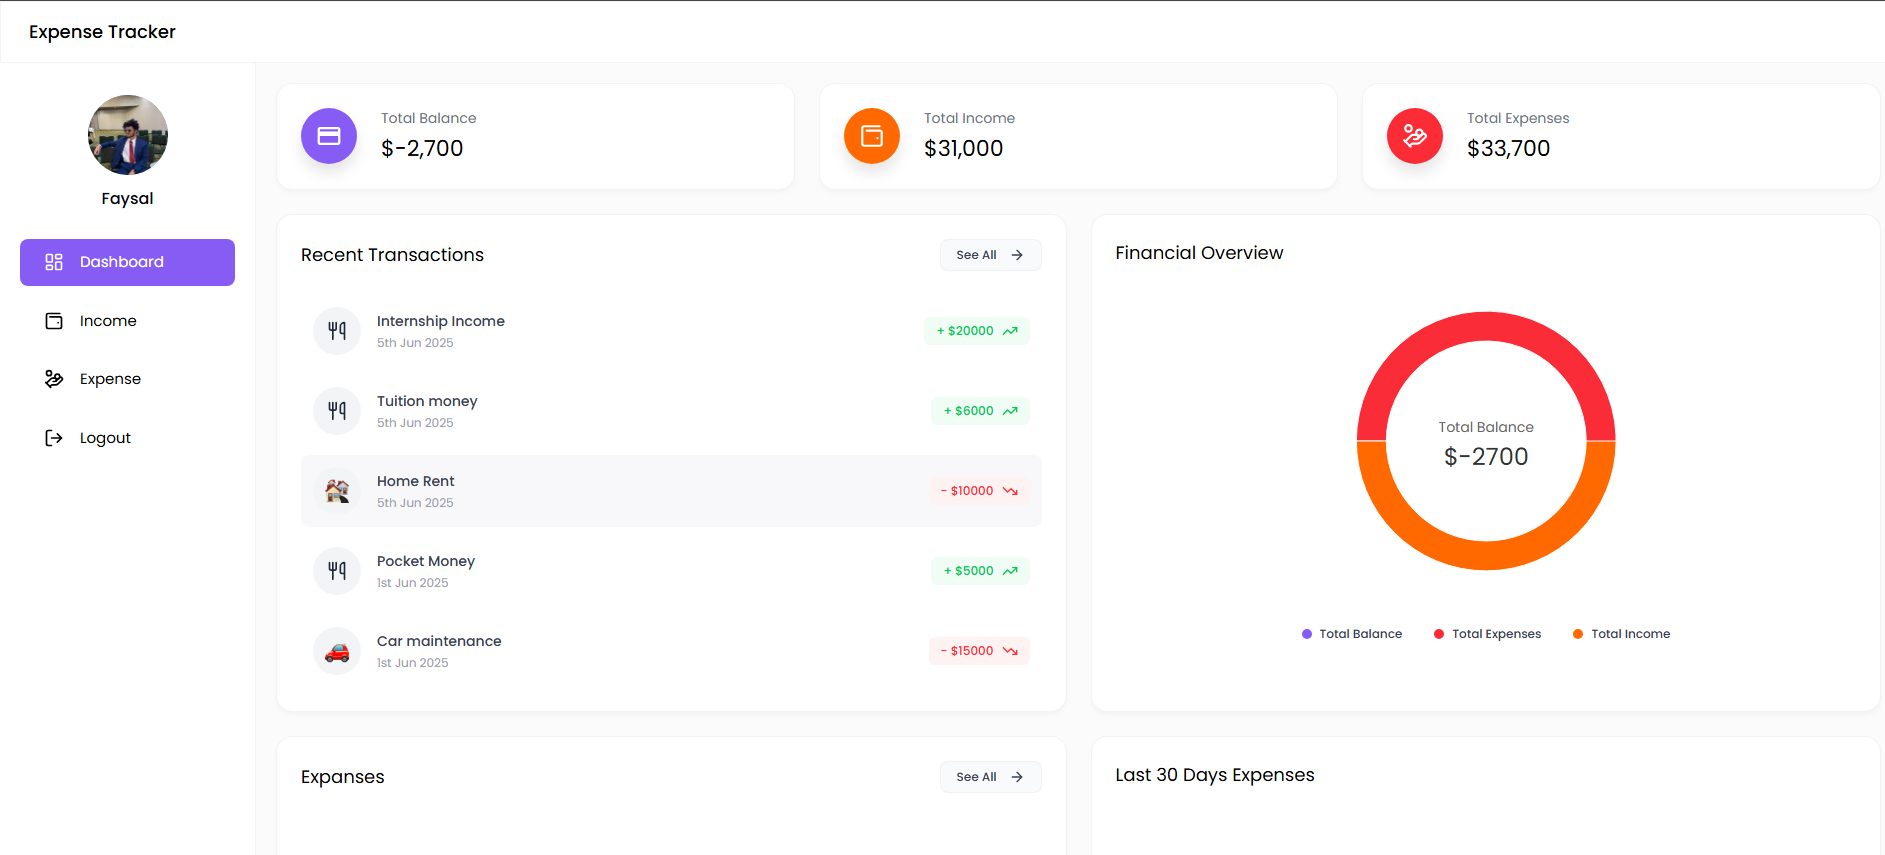 Expense Tracker
Faysal
Dashboard
Income
Expense
Logout
Total Balance
$-2,700
Total Income
$31,000
Total Expenses
$33,700
Recent Transactions
See All
Internship Income
5th Jun 2025
+ $20000
Tuition money
5th Jun 2025
+ $6000
Home Rent
5th Jun 2025
- $10000
Pocket Money
1st Jun 2025
+ $5000
Car maintenance
1st Jun 2025
- $15000
Financial Overview
Total Balance
$-2700
Total Balance
Total Expenses
Total Income
Expanses
See All
Last 30 Days Expenses